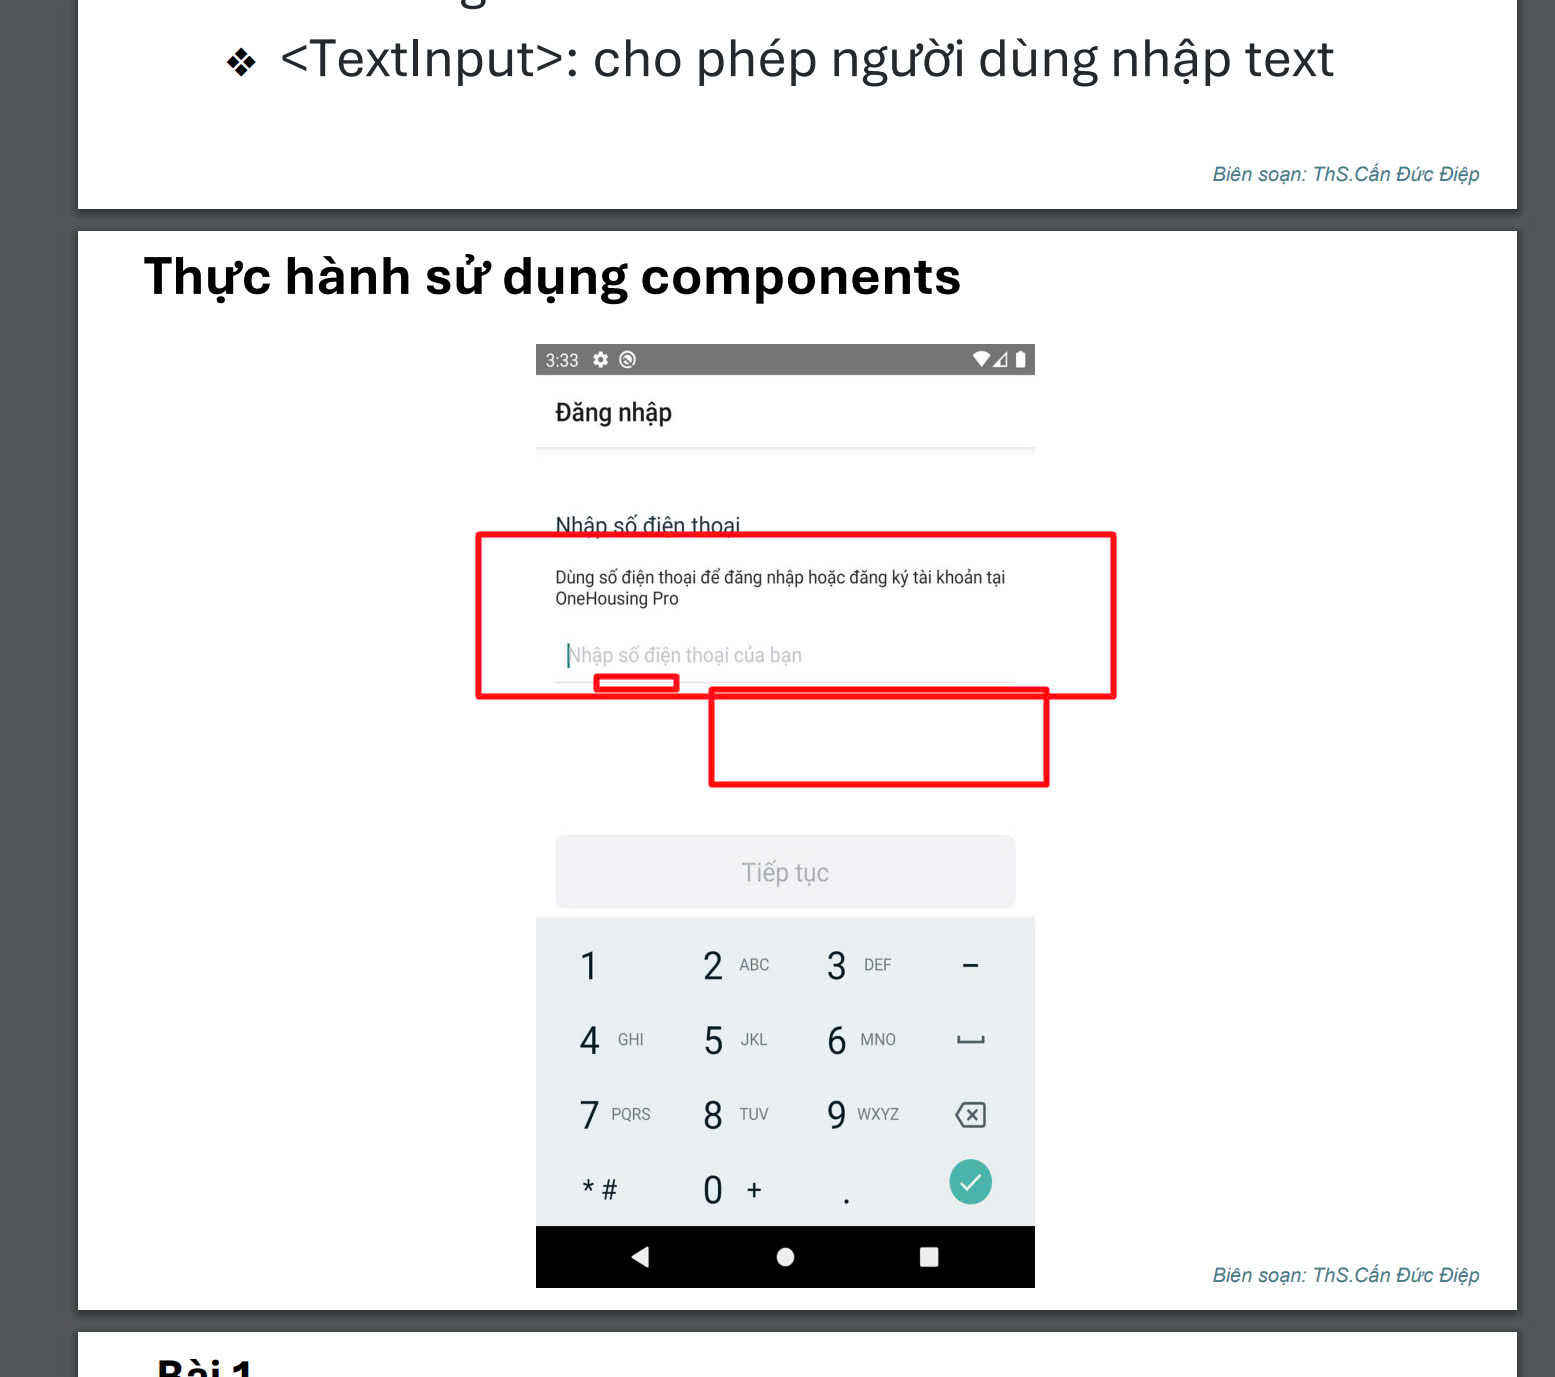 ❖ <TextInput>: cho phép người dùng nhập text
Biên soạn: ThS.Cấn Đức Điệp
Thực hành sử dụng components
3:33
Đăng nhập
Nhập số điện thoại
Dùng số điện thoại để đăng nhập hoặc đăng ký tài khoản tại
OneHousing Pro
Nhập số điện thoại của bạn
Tiếp tục
1 2 ABC 3 DEF –
4 GHI 5 JKL 6 MNO
7 PQRS 8 TUV 9 WXYZ
* # 0 + .
Biên soạn: ThS.Cấn Đức Điệp
Bài 1